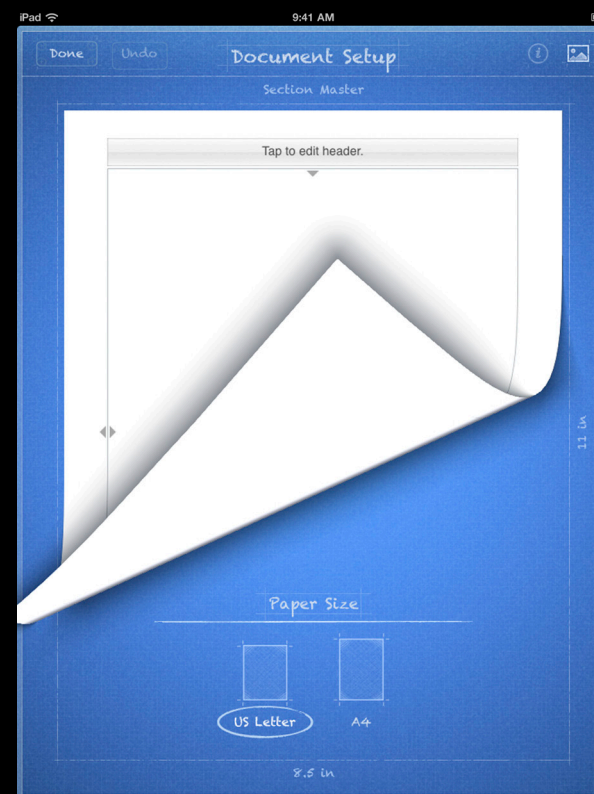 iPad 9:41 AM
Done Undo Document Setup
Section Master
Tap to edit header.
11 in
Paper Size
US Letter A4
8.5 in